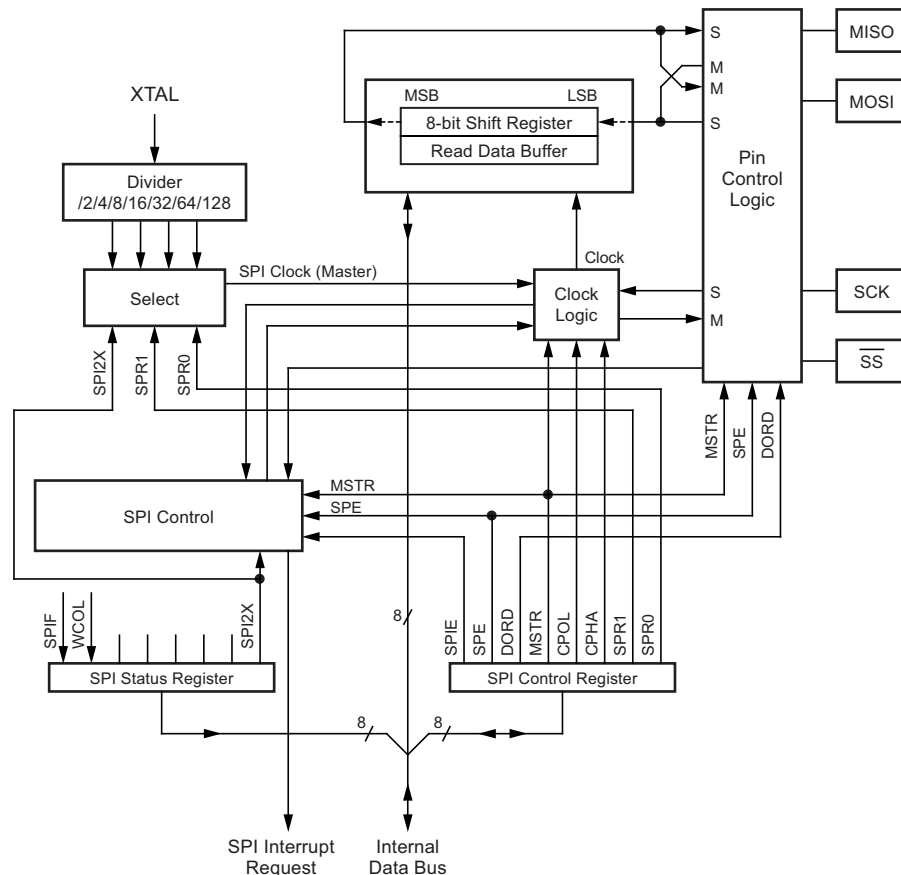 MISO
S
M
M
MOSI
XTAL
MSB LSB
8-bit Shift Register
S
Read Data Buffer
Pin
Control
Logic
Divider
/2/4/8/16/32/64/128
Clock
SPI Clock (Master)
Select
Clock
Logic
S
M
SCK
SS
SPI2X
SPR1
SPR0
MSTR
SPE
DORD
MSTR
SPE
SPI Control
SPIF
WCOL
SPI2X
8
SPIE
SPE
DORD
MSTR
CPOL
CPHA
SPR1
SPR0
SPI Status Register
SPI Control Register
8
8
SPI Interrupt
Request
Internal
Data Bus